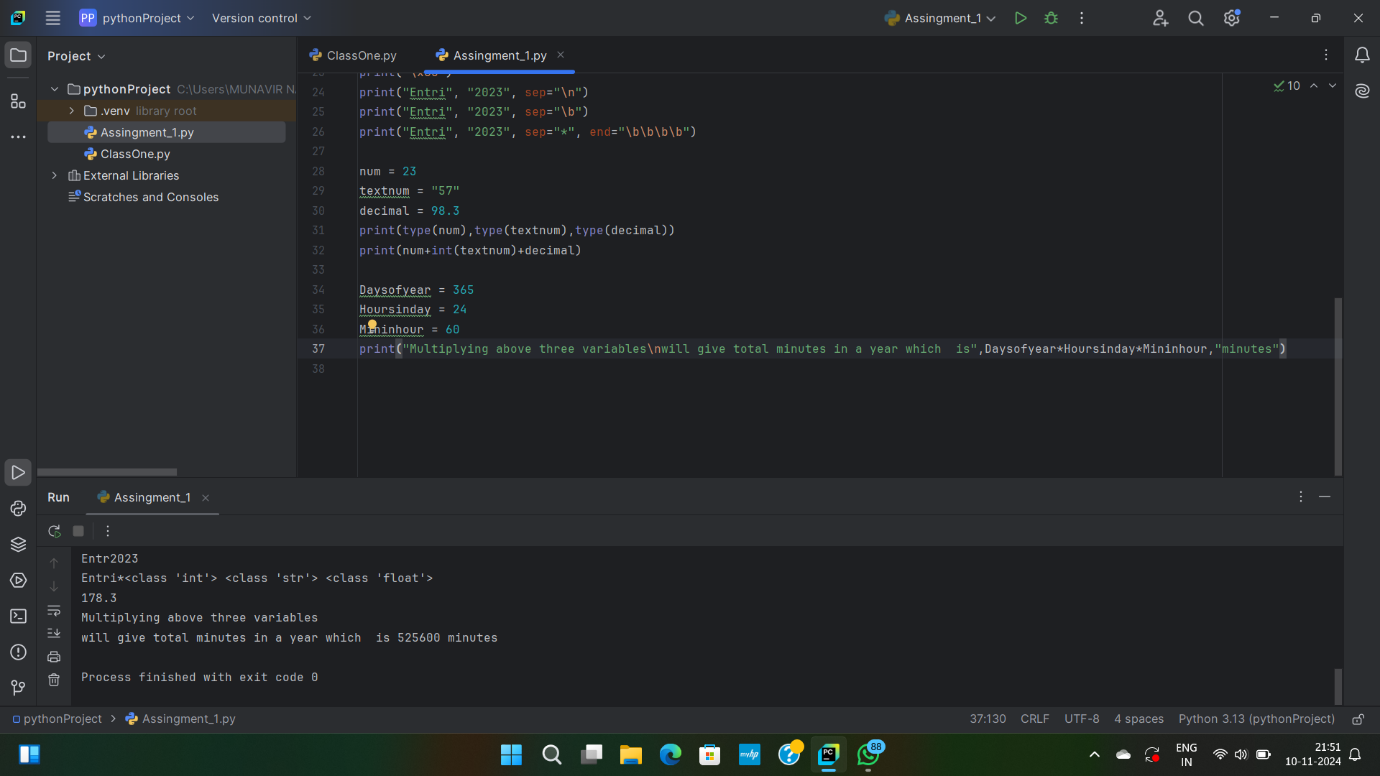 PP pythonProject Version control Assingment_1
Project
ClassOne.py Assingment_1.py
pythonProject C:\Users\MUNAVIR NA
.venv library root
Assingment_1.py
ClassOne.py
External Libraries
Scratches and Consoles
10
24 print("Entri", "2023", sep="\n")
25 print("Entri", "2023", sep="\b")
26 print("Entri", "2023", sep="*", end="\b\b\b\b")
27
28 num = 23
29 textnum = "57"
30 decimal = 98.3
31 print(type(num),type(textnum),type(decimal))
32 print(num+int(textnum)+decimal)
33
34 Daysofyear = 365
35 Hoursinday = 24
36 Mininhour = 60
37 print("Multiplying above three variables\nwill give total minutes in a year which  is",Daysofyear*Hoursinday*Mininhour,"minutes")
38
Run Assingment_1
Entr2023
Entri*<class 'int'> <class 'str'> <class 'float'>
178.3
Multiplying above three variables
will give total minutes in a year which  is 525600 minutes
Process finished with exit code 0
pythonProject > Assingment_1.py 37:130 CRLF UTF-8 4 spaces Python 3.13 (pythonProject)
PC
myhp
88
ENG
IN
21:51
10-11-2024